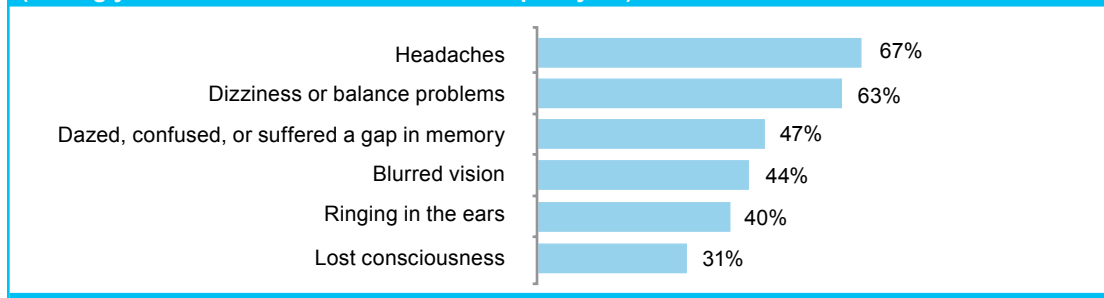 Headaches 67%
Dizziness or balance problems 63%
Dazed, confused, or suffered a gap in memory 47%
Blurred vision 44%
Ringing in the ears 40%
Lost consciousness 31%